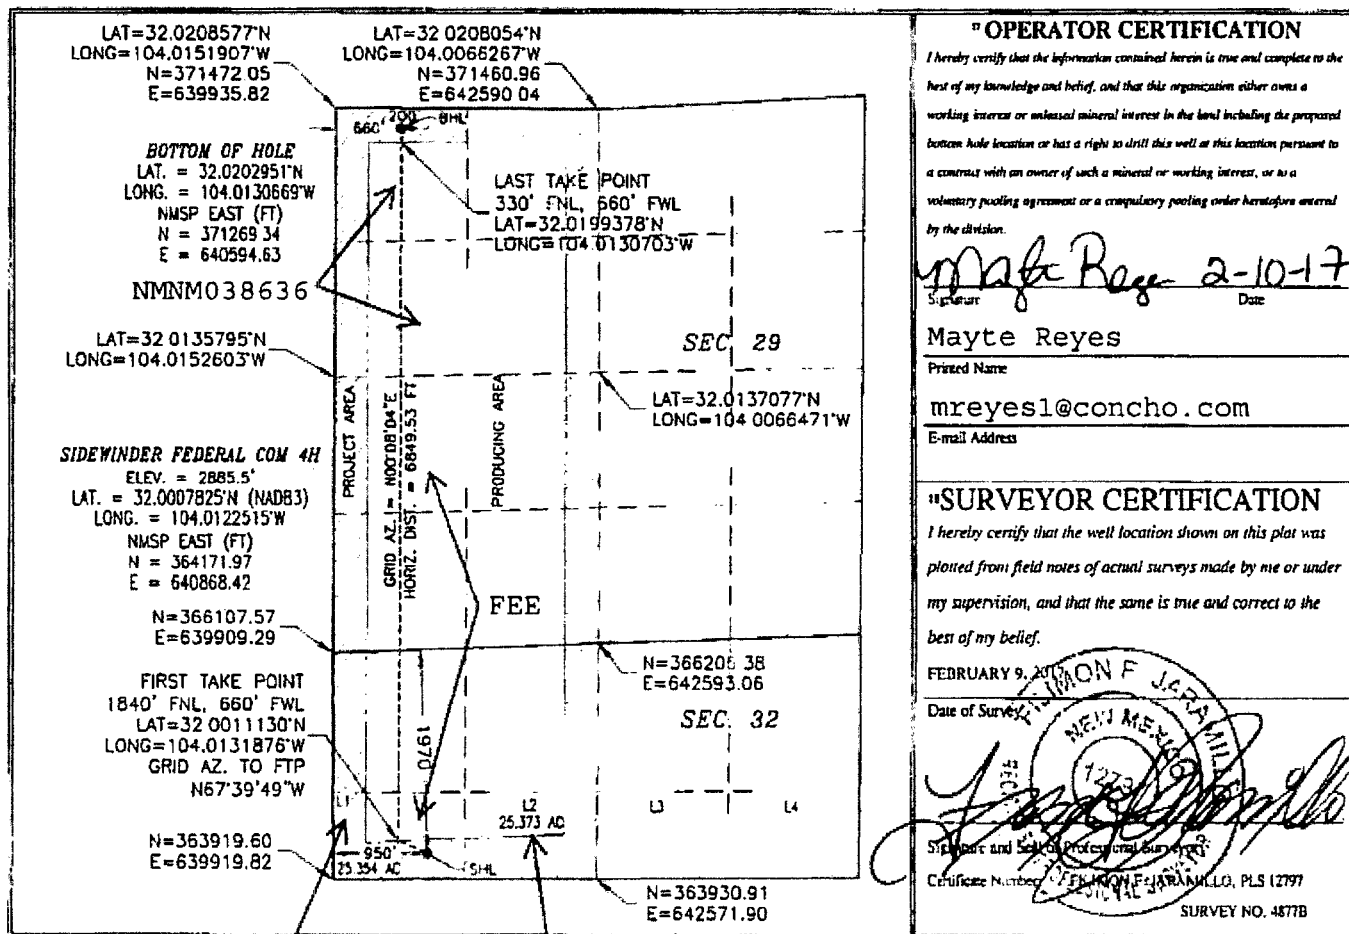 LAT=32.0208577°N
LONG=104.0151907°W
N=371472.05
E=639935.82
LAT=32 0208054°N
LONG=104.0066267°W
N=371460.96
E=642590 04
660'
200'
BHL
BOTTOM OF HOLE
LAT. = 32.0202951°N
LONG. = 104.0130669°W
NMSP EAST (FT)
N = 371269 34
E = 640594.63
LAST TAKE POINT
330' FNL, 660' FWL
LAT=32.0199378°N
LONG=104.0130703°W
NMNM038636
LAT=32 0135795°N
LONG=104.0152603°W
SEC 29
LAT=32.0137077°N
LONG=104 0066471°W
PROJECT AREA
GRID AZ. = N00°08'04"E
HORIZ. DIST. = 6849.53 FT
PRODUCING AREA
SIDEWINDER FEDERAL COM 4H
ELEV. = 2885.5'
LAT. = 32.0007825°N (NAD83)
LONG. = 104.0122515°W
NMSP EAST (FT)
N = 364171.97
E = 640868.42
FEE
N=366107.57
E=639909.29
N=366206 38
E=642593.06
FIRST TAKE POINT
1840' FNL, 660' FWL
LAT=32 0011130°N
LONG=104.0131876°W
GRID AZ. TO FTP
N67°39'49"W
1970
SEC. 32
L1
L2
25.373 AC
L3
L4
N=363919.60
E=639919.82
950'
25.354 AC
SHL
N=363930.91
E=642571.90
"OPERATOR CERTIFICATION
I hereby certify that the information contained herein is true and complete to the
best of my knowledge and belief, and that this organization either owns a
working interest or unleased mineral interest in the land including the proposed
bottom hole location or has a right to drill this well at this location pursuant to
a contract with an owner of such a mineral or working interest, or to a
voluntary pooling agreement or a compulsory pooling order heretofore entered
by the division.
2-10-17
Signature Date
Mayte Reyes
Printed Name
mreyes1@concho.com
E-mail Address
"SURVEYOR CERTIFICATION
I hereby certify that the well location shown on this plat was
plotted from field notes of actual surveys made by me or under
my supervision, and that the same is true and correct to the
best of my belief.
FEBRUARY 9, 2017
Date of Survey
FILIMON F. JARAMILLO
NEW MEXICO
Signature and Seal of Professional Surveyor
Certificate Number FILIMON F. JARAMILLO, PLS 12797
SURVEY NO. 4877B